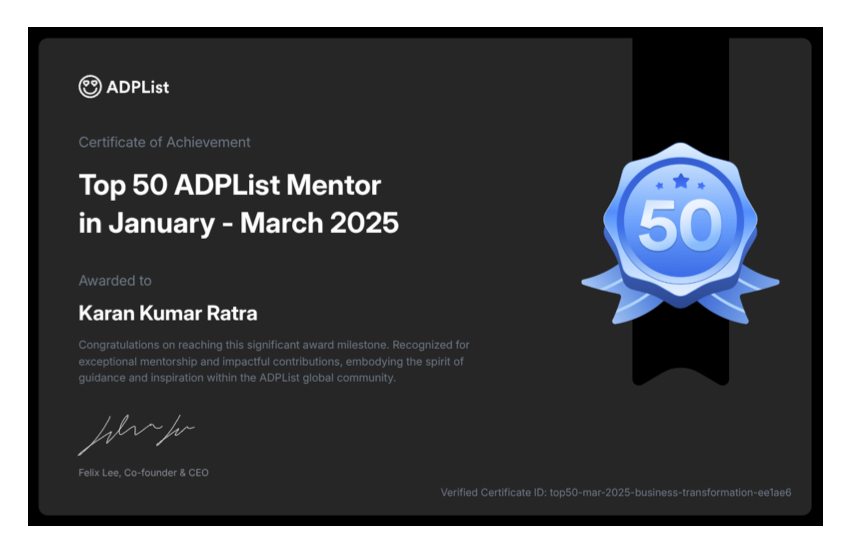 ADPList
Certificate of Achievement
Top 50 ADPList Mentor
in January - March 2025
50
Awarded to
Karan Kumar Ratra
Congratulations on reaching this significant award milestone. Recognized for
exceptional mentorship and impactful contributions, embodying the spirit of
guidance and inspiration within the ADPList global community.
Felix Lee, Co-founder & CEO
Verified Certificate ID: top50-mar-2025-business-transformation-ee1ae6